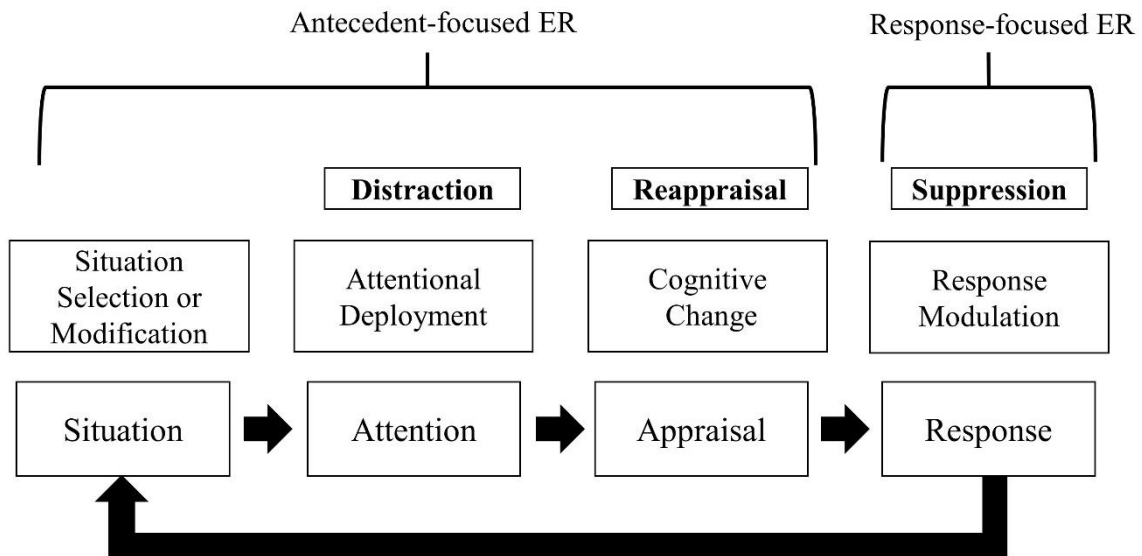 Antecedent-focused ER
Response-focused ER
Distraction
Reappraisal
Suppression
Situation
Selection or
Modification
Attentional
Deployment
Cognitive
Change
Response
Modulation
Situation
Attention
Appraisal
Response